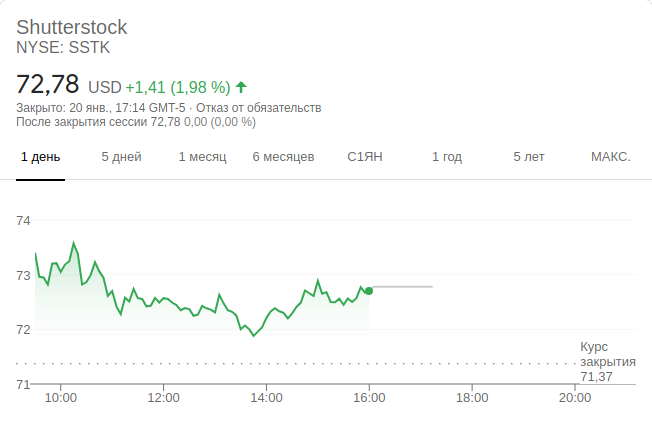 Shutterstock
NYSE: SSTK
72,78 USD +1,41 (1,98 %)
Закрыто: 20 янв., 17:14 GMT-5 · Отказ от обязательств
После закрытия сессии 72,78 0,00 (0,00 %)
1 день 5 дней 1 месяц 6 месяцев С1ЯН 1 год 5 лет МАКС.
74
73
72
Курс
закрытия
71,37
71
10:00 12:00 14:00 16:00 18:00 20:00